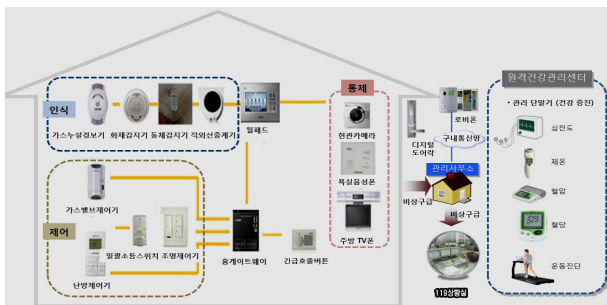 인식
가스누설경보기
화재감지기
동체감지기
적외선중계기
월패드
통제
현관카메라
욕실음성폰
주방 TV폰
제어
가스밸브제어기
일괄소등스위치
조명제어기
난방제어기
홈게이트웨이
긴급호출버튼
디지털
도어락
로비폰
구내통신망
관리사무소
비상구급
비상구급
119상황실
원격건강관리센터
• 관리 단말기 (건강 증진)
심전도
체온
혈압
혈당
운동진단